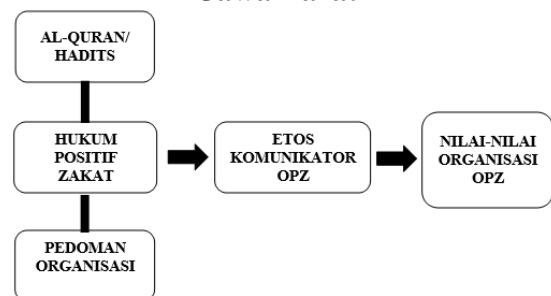 AL-QURAN/
HADITS
HUKUM
POSITIF
ZAKAT
ETOS
KOMUNIKATOR
OPZ
NILAI-NILAI
ORGANISASI
OPZ
PEDOMAN
ORGANISASI